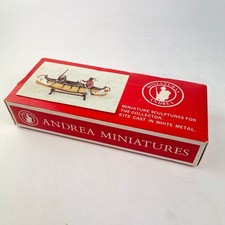 MINIATURE SCULPTURES FOR
THE COLLECTOR.
KITS CAST IN WHITE METAL.
ANDREA MINIATURES